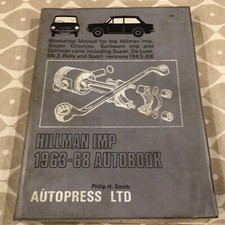 Workshop Manual for the Hillman Imp,
Singer Chamois, Sunbeam Imp and
Commer vans, including Super, De Luxe,
Mk.2, Rally and Sport versions 1963-68
HILLMAN IMP
1963-68 AUTOBOOK
Philip H. Smith
AUTOPRESS LTD